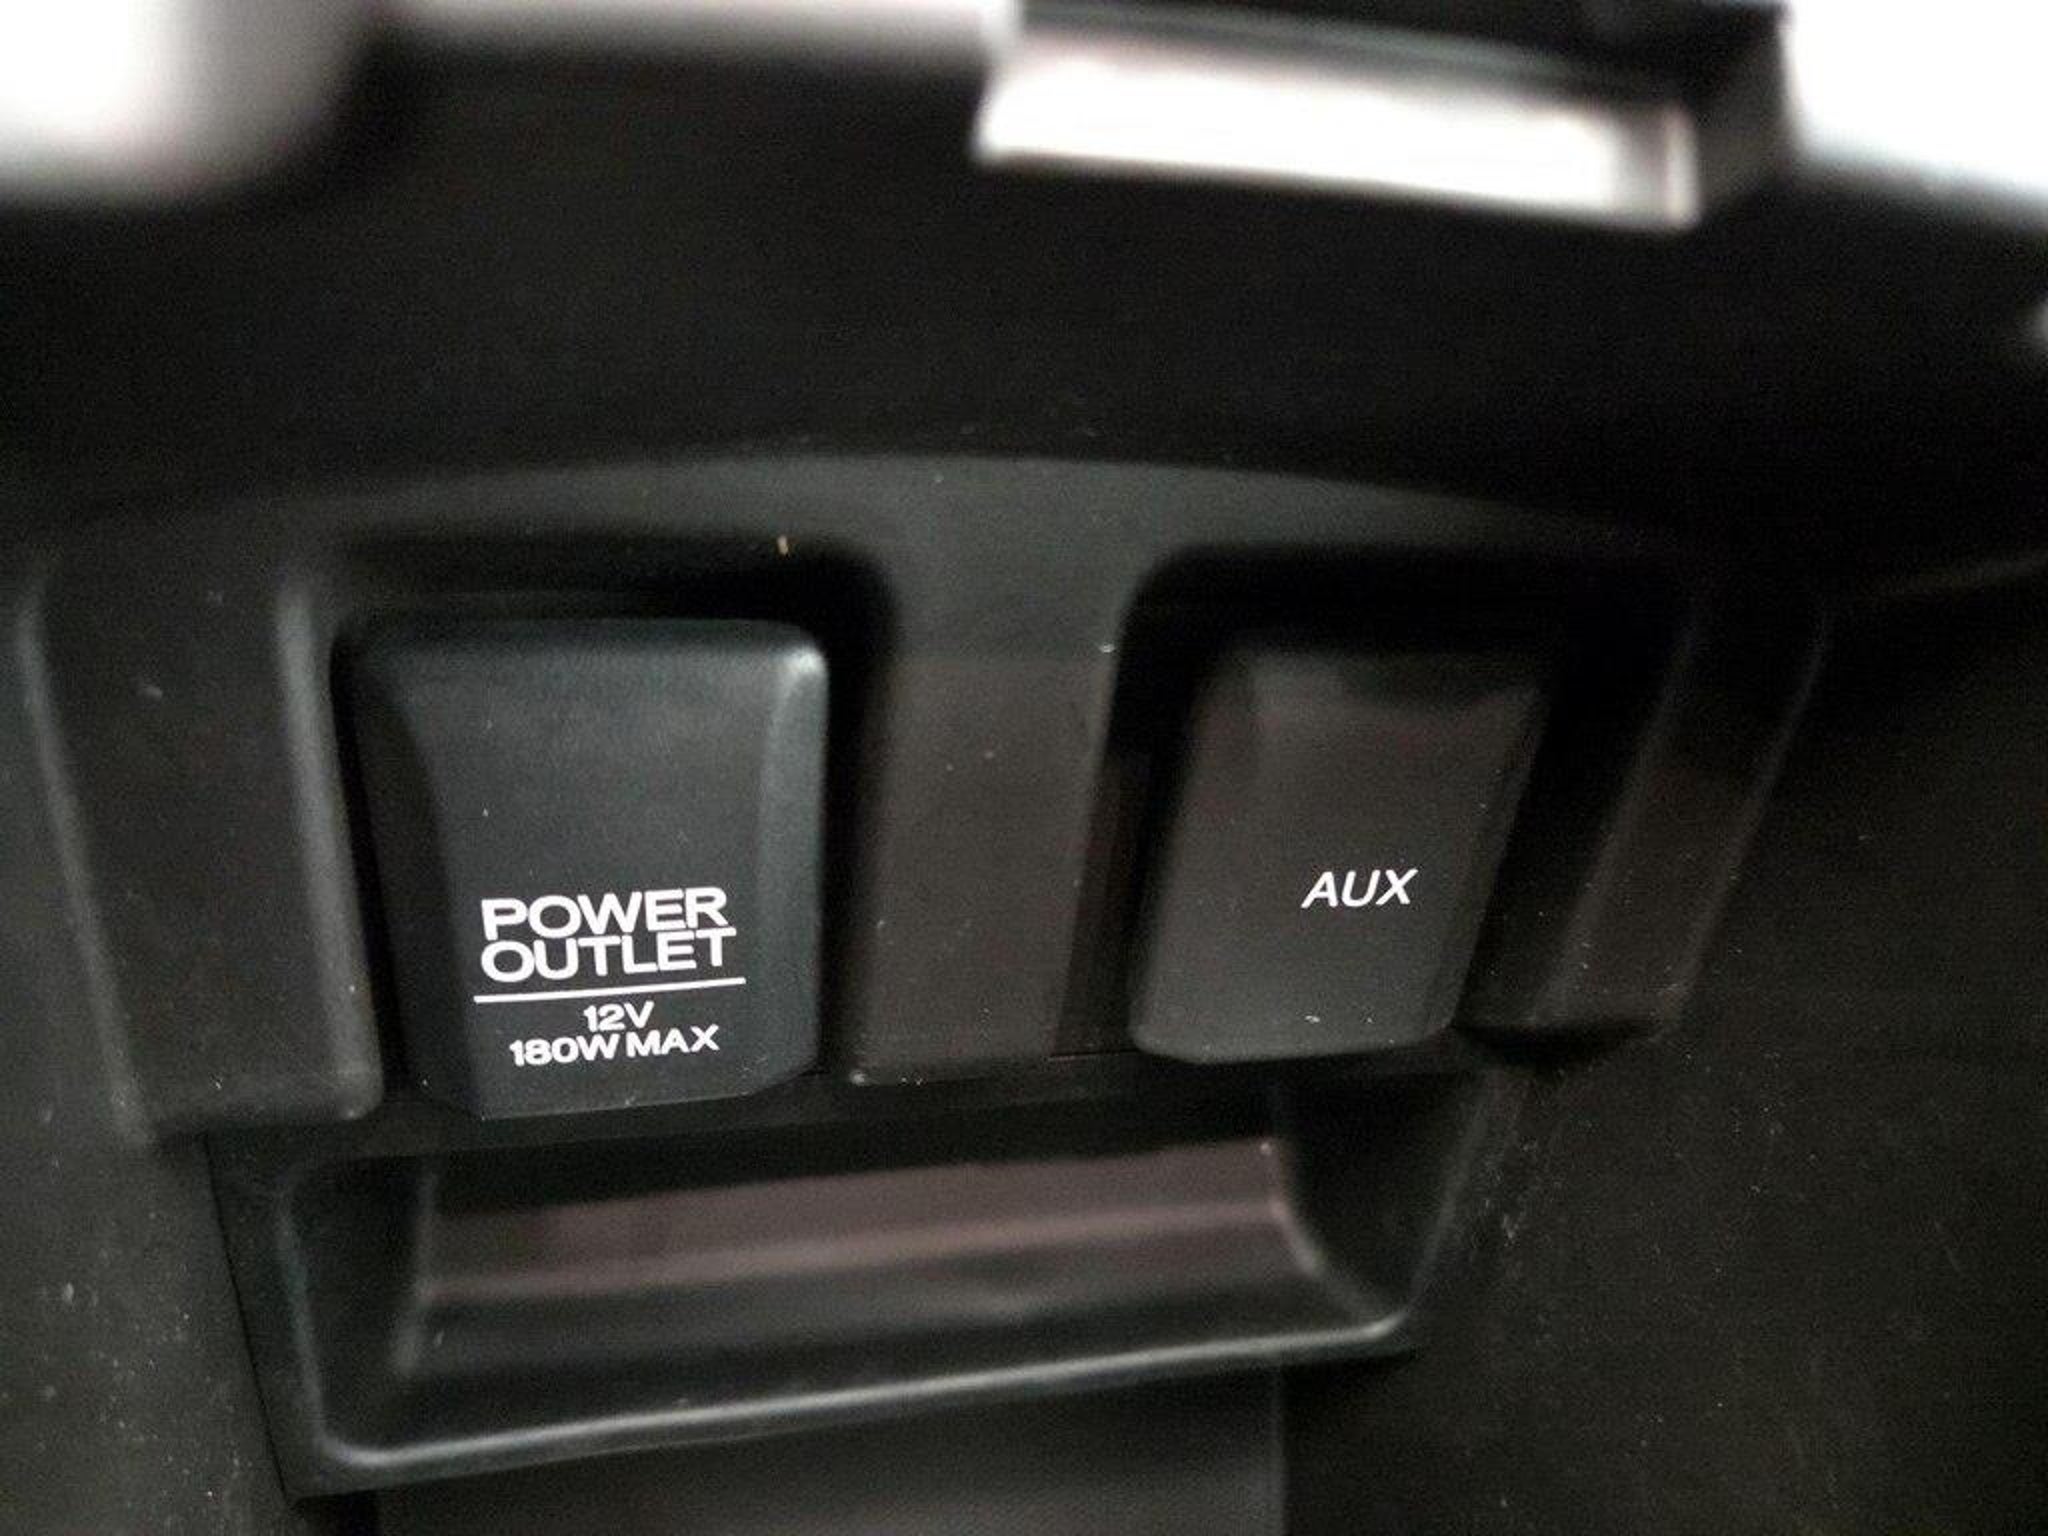 POWER
OUTLET
12V
180W MAX
AUX